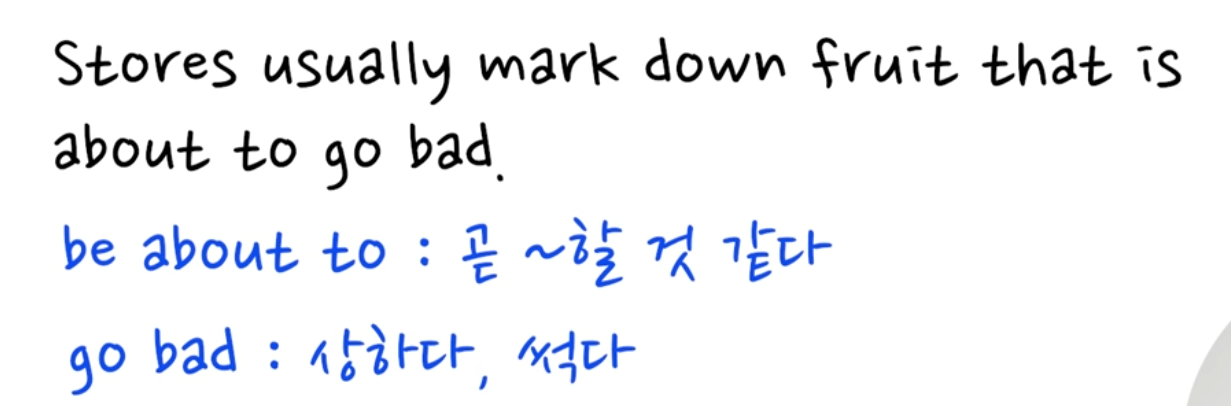 Stores usually mark down fruit that is
about to go bad.
be about to : 곧 ~할 것 같다
go bad : 상하다, 썩다